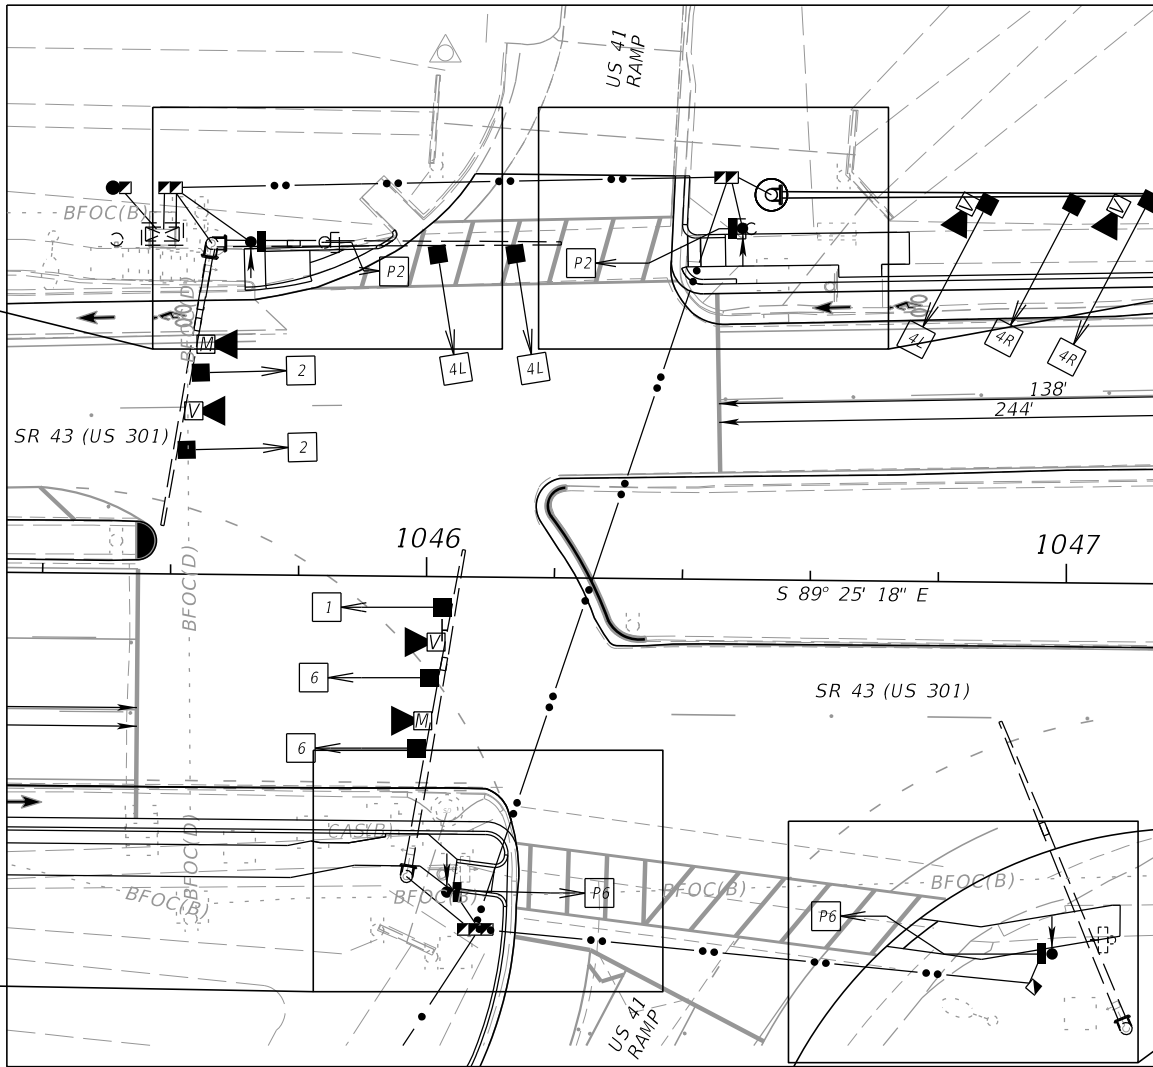 US 41
RAMP
BFOC(B)
P2
P2
4L
4L
4L
4R
4R
V
V
V
V
M
2
BFOC(D)
138'
244'
V
2
SR 43 (US 301)
1046
1047
BFOC(D)
S 89° 25' 18" E
1
V
6
SR 43 (US 301)
M
6
CAS(B)
BFOC(D)
BFOC(B)
BFOC(B)
P6
BFOC(B)
BFOC(B)
P6
US 41
RAMP